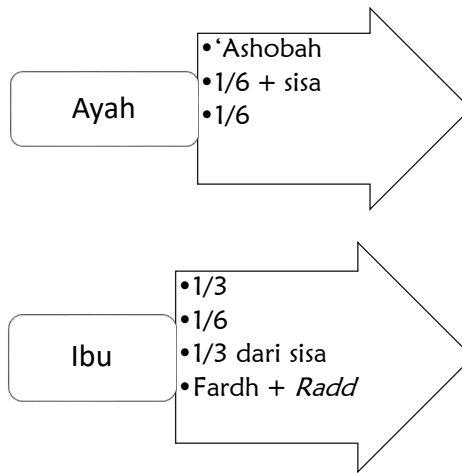 Ayah
•‘Ashobah
•1/6 + sisa
•1/6
Ibu
•1/3
•1/6
•1/3 dari sisa
•Fardh + Radd